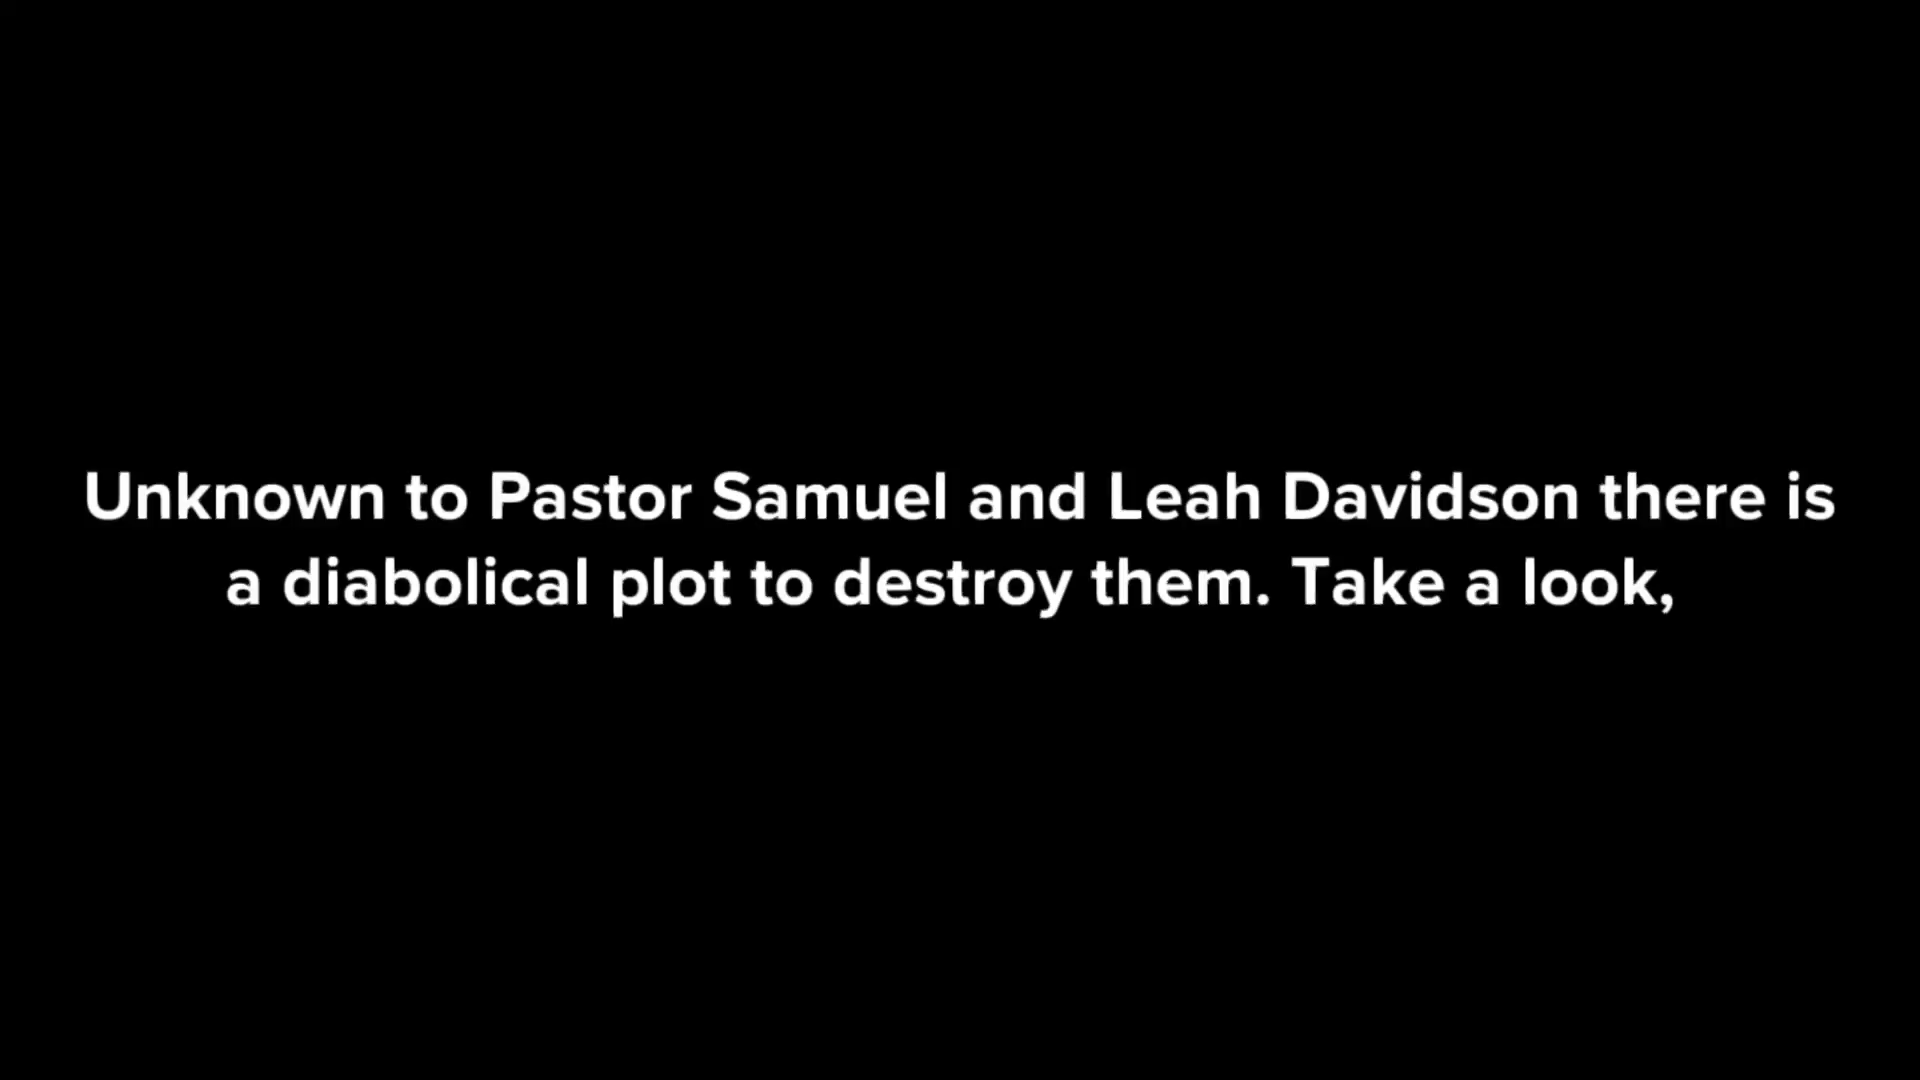 Unknown to Pastor Samuel and Leah Davidson there is
a diabolical plot to destroy them. Take a look,